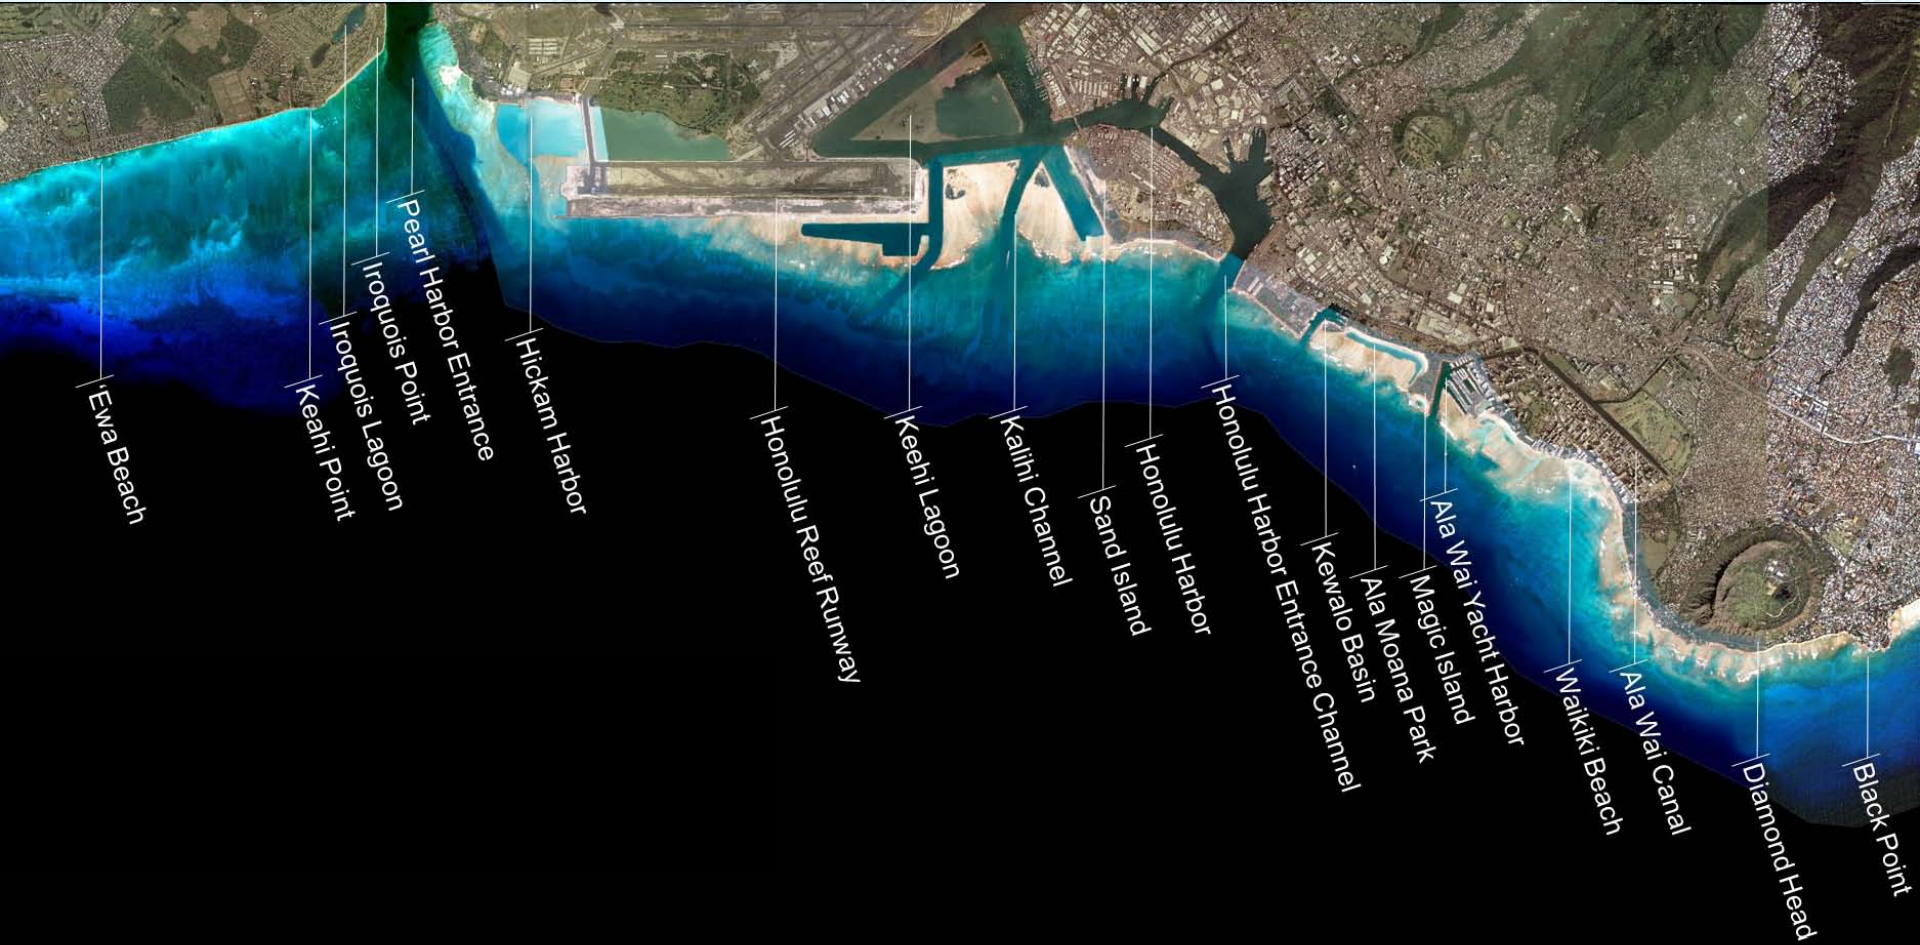 'Ewa Beach
Keahi Point
Iroquois Lagoon
Iroquois Point
Pearl Harbor Entrance
Hickam Harbor
Honolulu Reef Runway
Keehi Lagoon
Kalihi Channel
Sand Island
Honolulu Harbor
Honolulu Harbor Entrance Channel
Kewalo Basin
Ala Moana Park
Magic Island
Ala Wai Yacht Harbor
Waikiki Beach
Ala Wai Canal
Diamond Head
Black Point